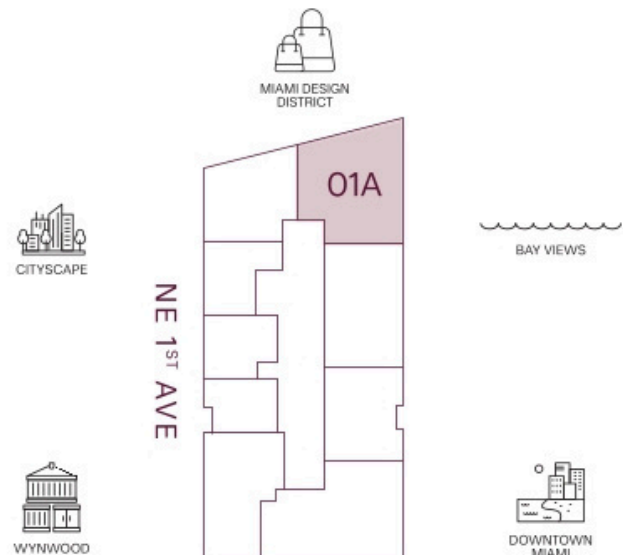 MIAMI DESIGN
DISTRICT
01A
CITYSCAPE
BAY VIEWS
NE 1ST AVE
WYNWOOD
DOWNTOWN
MIAMI